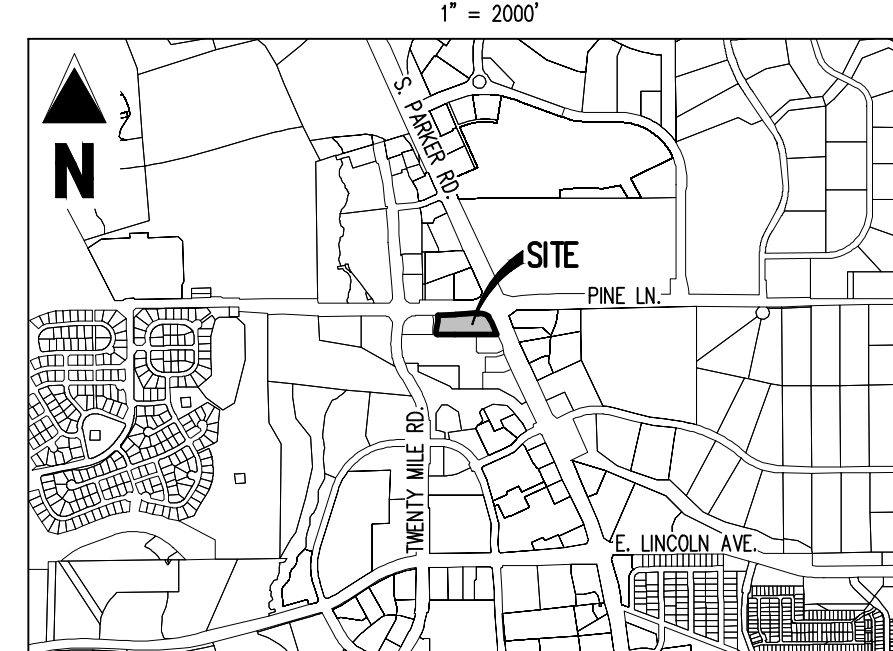 1" = 2000'
S. PARKER RD.
N
SITE
PINE LN.
TWENTY MILE RD.
E. LINCOLN AVE.